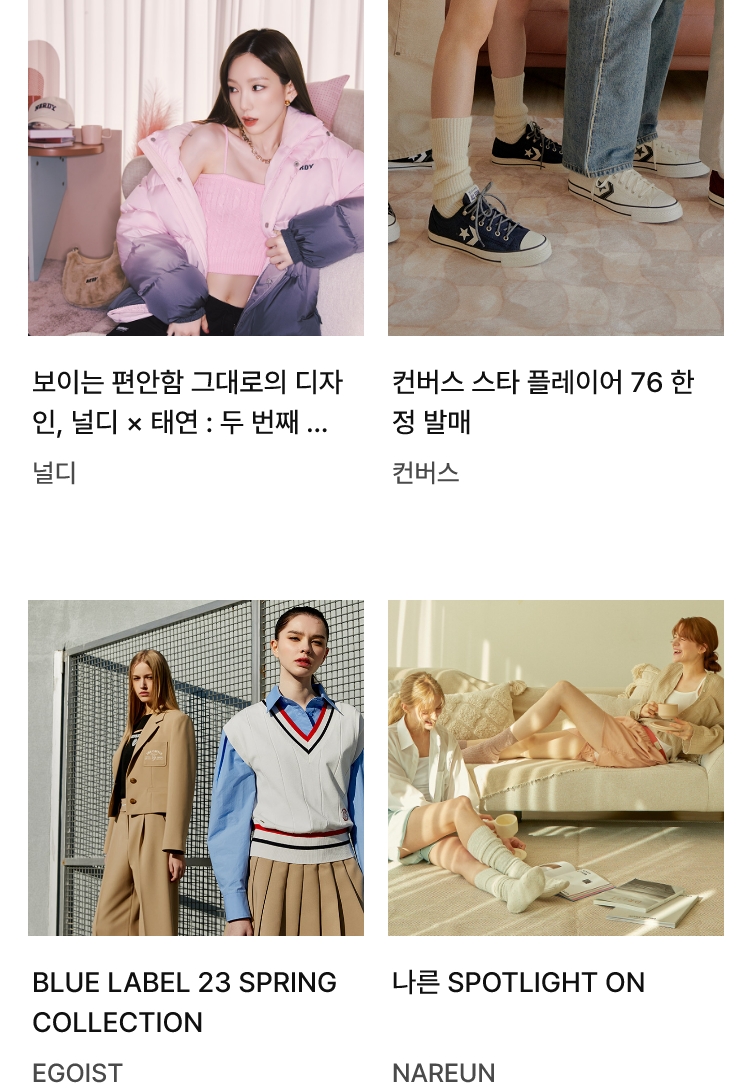 NERDY
보이는 편안함 그대로의 디자
인, 널디 × 태연 : 두 번째 ...
널디
컨버스 스타 플레이어 76 한
정 발매
컨버스
BLUE LABEL 23 SPRING
COLLECTION
EGOIST
나른 SPOTLIGHT ON
NAREUN